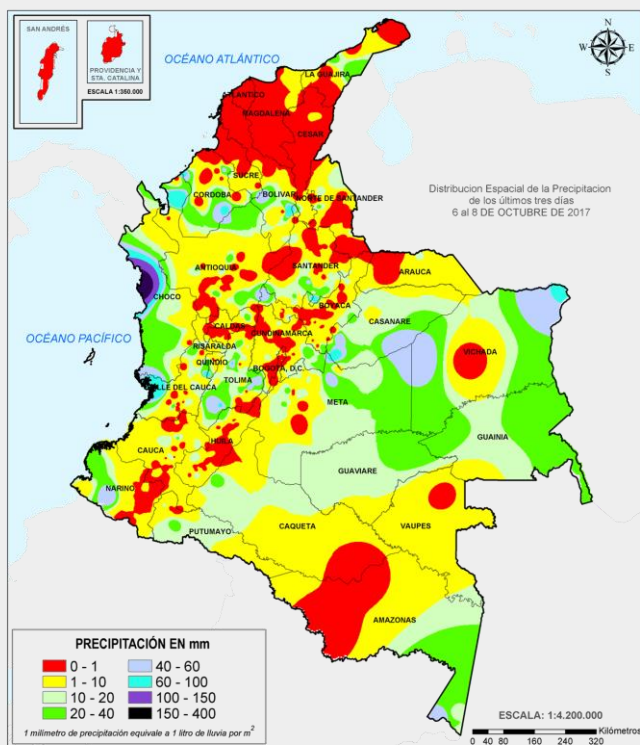 SAN ANDRÉS
PROVIDENCIA Y
STA. CATALINA
ESCALA 1:350.000
OCÉANO ATLÁNTICO
N
W
E
S
LA GUAJIRA
ATLANTICO
MAGDALENA
CESAR
SUCRE
CORDOBA
BOLIVAR
NORTE DE SANTANDER
Distribucion Espacial de la Precipitacion
de los últimos tres días
6 al 8 DE OCTUBRE DE 2017
ANTIOQUIA
SANTANDER
ARAUCA
CHOCO
BOYACA
CASANARE
OCÉANO PACÍFICO
CALDAS
CUNDINAMARCA
RISARALDA
VICHADA
QUINDIO
BOGOTÁ, D.C.
VALLE DEL CAUCA
TOLIMA
META
GUAINIA
CAUCA
HUILA
GUAVIARE
NARIÑO
PUTUMAYO
CAQUETA
VAUPES
AMAZONAS
PRECIPITACIÓN EN mm
0 - 1
40 - 60
1 - 10
60 - 100
10 - 20
100 - 150
20 - 40
150 - 400
1 milímetro de precipitación equivale a 1 litro de lluvia por m²
ESCALA: 1:4.200.000
Kilómetros
0 40 80 160 240 320